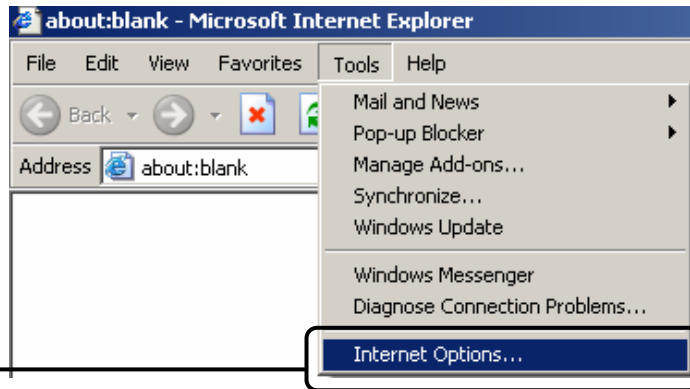 about:blank - Microsoft Internet Explorer
File Edit View Favorites Tools Help
Back
Address about:blank
Mail and News
Pop-up Blocker
Manage Add-ons...
Synchronize...
Windows Update
Windows Messenger
Diagnose Connection Problems...
Internet Options...